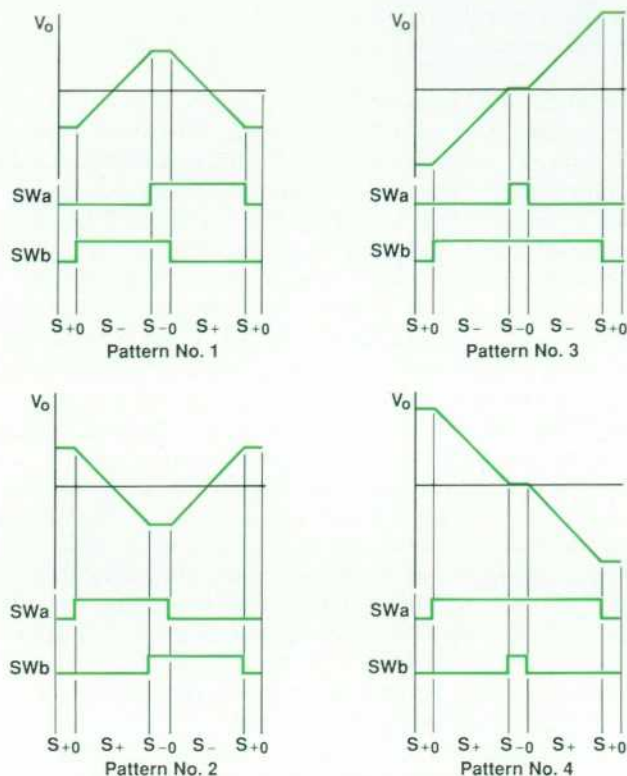 Vo
SWa
SWb
S+0 S− S−0 S+ S+0
Pattern No. 1
Vo
SWa
SWb
S+0 S− S−0 S− S+0
Pattern No. 3
Vo
SWa
SWb
S+0 S+ S−0 S− S+0
Pattern No. 2
Vo
SWa
SWb
S+0 S+ S−0 S+ S+0
Pattern No. 4